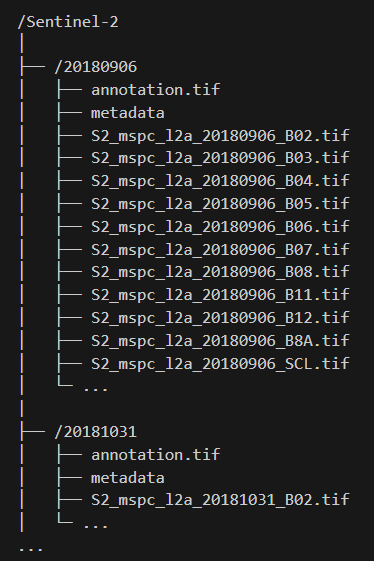 /Sentinel-2
│
├── /20180906
│   ├── annotation.tif
│   ├── metadata
│   ├── S2_mspc_l2a_20180906_B02.tif
│   ├── S2_mspc_l2a_20180906_B03.tif
│   ├── S2_mspc_l2a_20180906_B04.tif
│   ├── S2_mspc_l2a_20180906_B05.tif
│   ├── S2_mspc_l2a_20180906_B06.tif
│   ├── S2_mspc_l2a_20180906_B07.tif
│   ├── S2_mspc_l2a_20180906_B08.tif
│   ├── S2_mspc_l2a_20180906_B11.tif
│   ├── S2_mspc_l2a_20180906_B12.tif
│   ├── S2_mspc_l2a_20180906_B8A.tif
│   ├── S2_mspc_l2a_20180906_SCL.tif
│   └─ ...
│
├── /20181031
│   ├── annotation.tif
│   ├── metadata
│   ├── S2_mspc_l2a_20181031_B02.tif
│   └─ ...
...